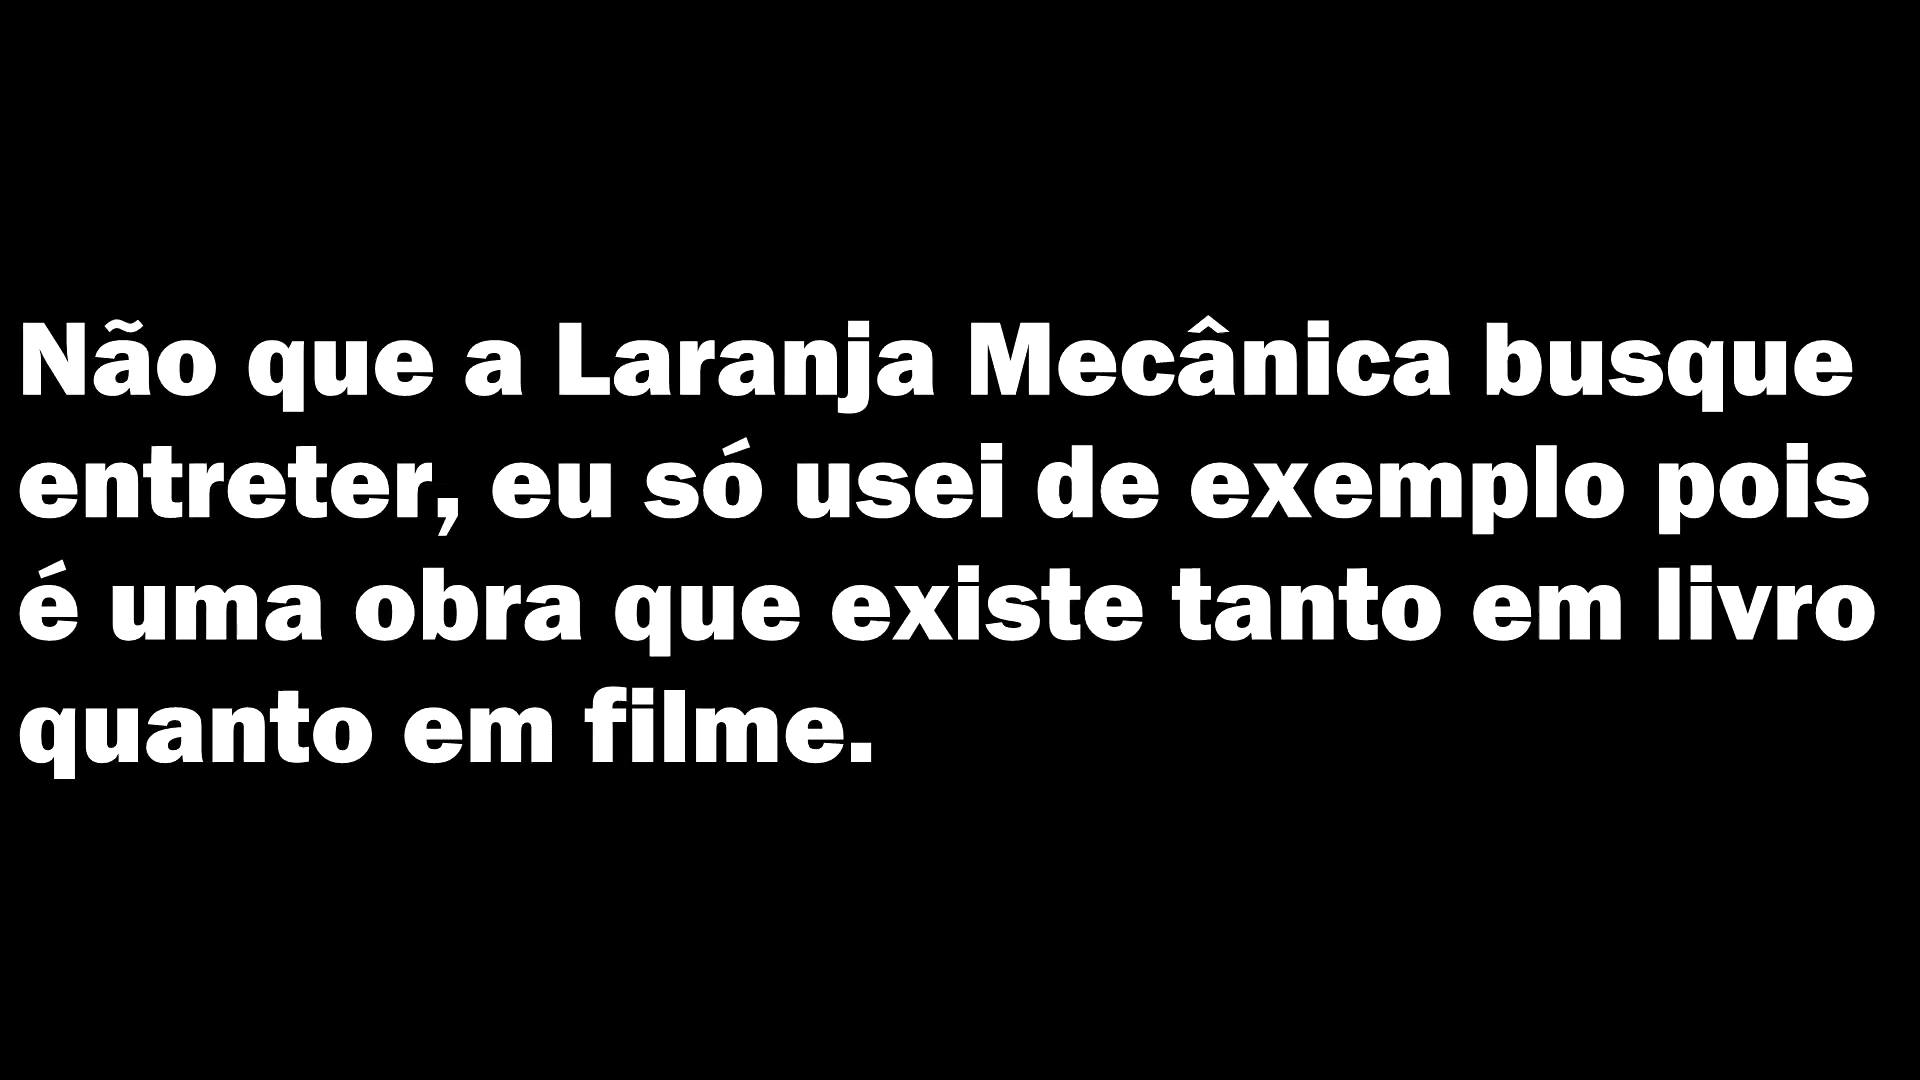 Não que a Laranja Mecânica busque
entreter, eu só usei de exemplo pois
é uma obra que existe tanto em livro
quanto em filme.